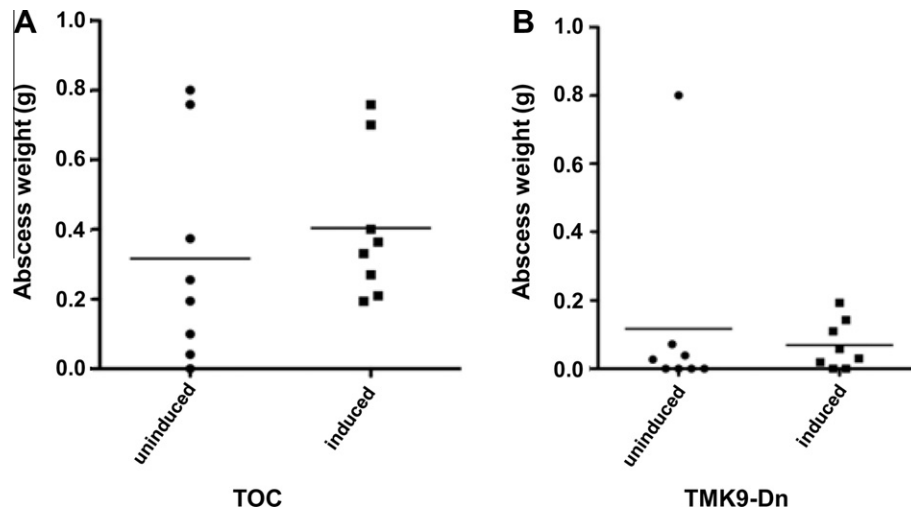 A
Abscess weight (g)
1.0
0.8
0.6
0.4
0.2
0.0
uninduced
induced
TOC
B
Abscess weight (g)
1.0
0.8
0.6
0.4
0.2
0.0
uninduced
induced
TMK9-Dn